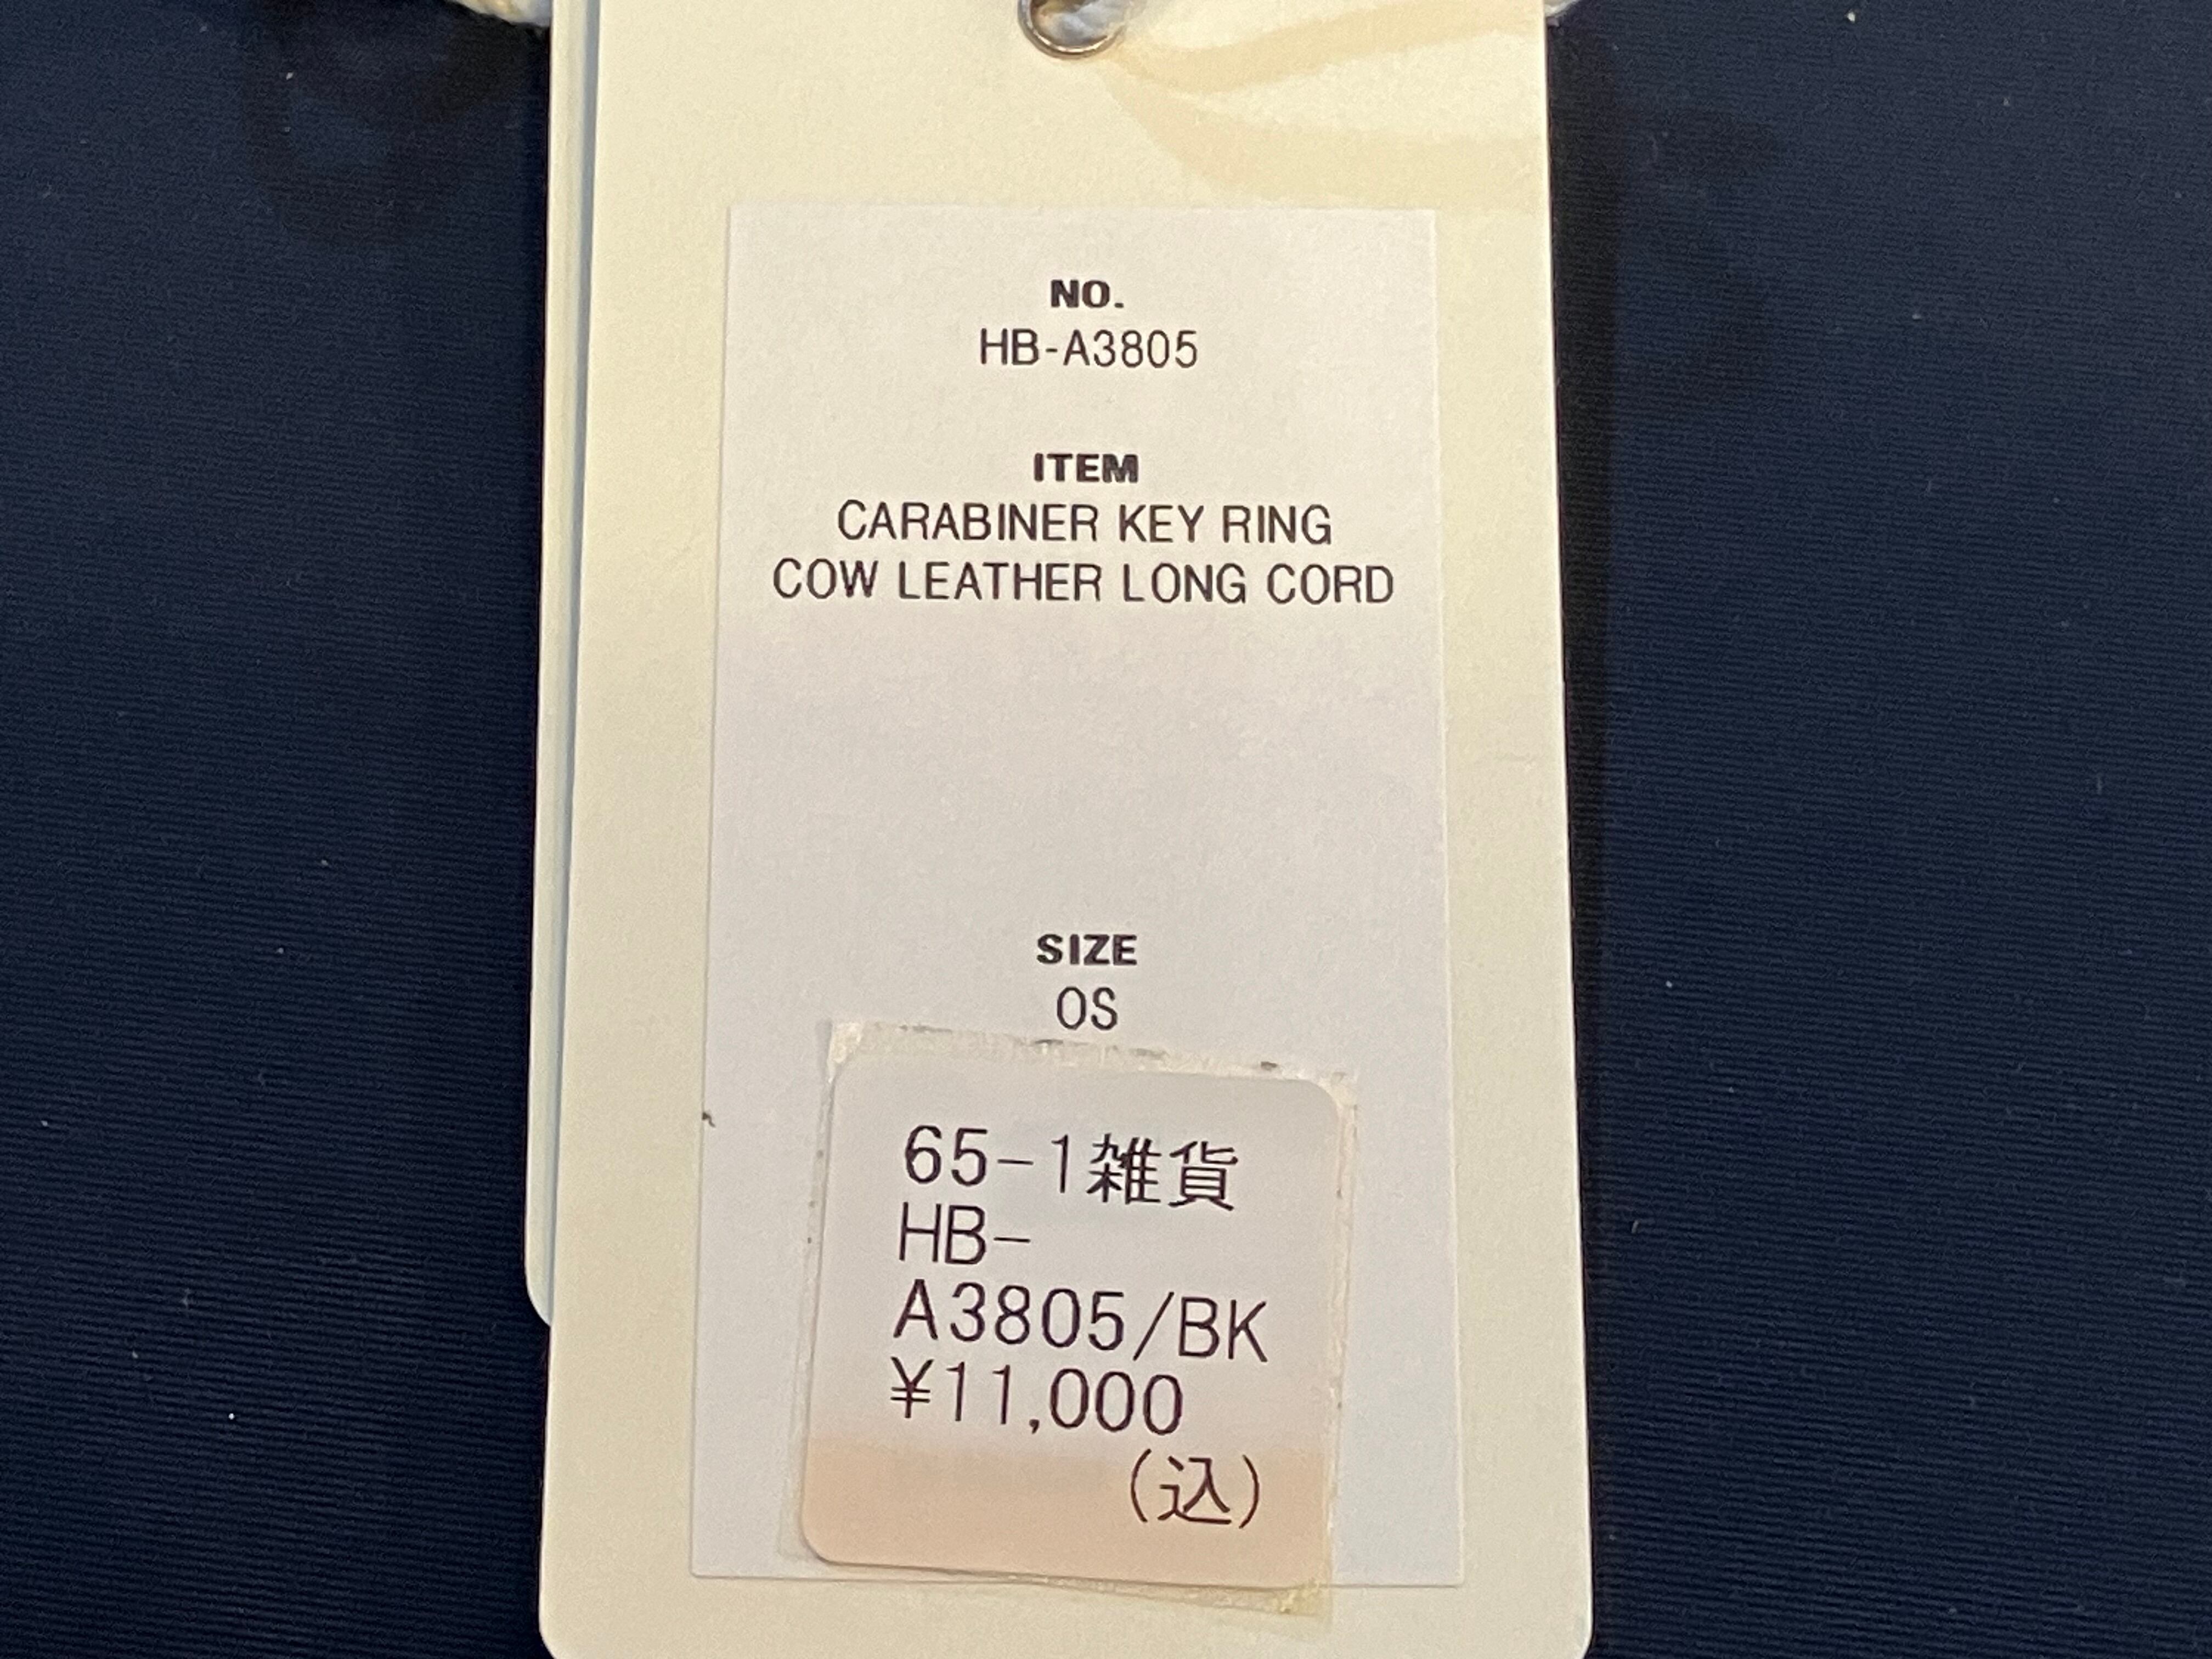 NO.
HB-A3805
ITEM
CARABINER KEY RING
COW LEATHER LONG CORD
SIZE
OS
65-1雑貨
HB-
A3805/BK
¥11,000
(込)